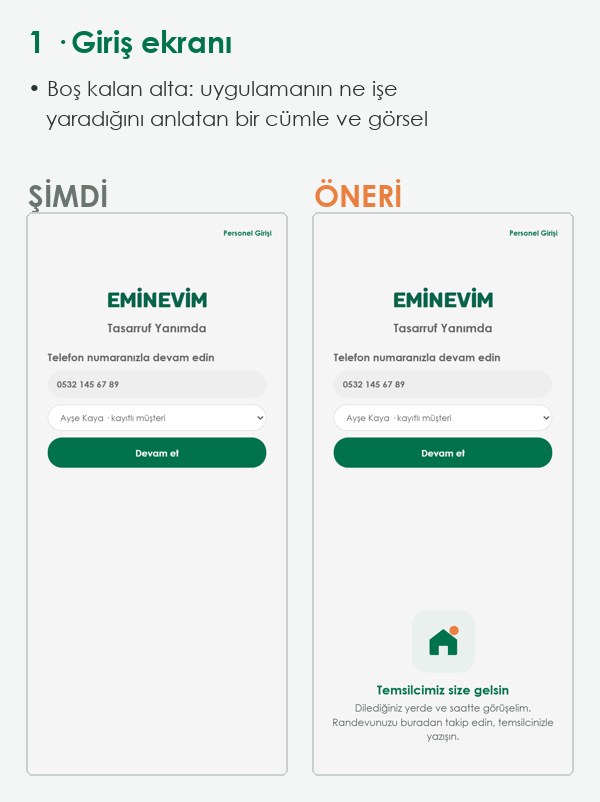 1 · Giriş ekranı
• Boş kalan alta: uygulamanın ne işe
yaradığını anlatan bir cümle ve görsel
ŞİMDİ
Personel Girişi
EMİNEVİM
Tasarruf Yanımda
Telefon numaranızla devam edin
0532 145 67 89
Ayşe Kaya · kayıtlı müşteri
Devam et
ÖNERİ
Personel Girişi
EMİNEVİM
Tasarruf Yanımda
Telefon numaranızla devam edin
0532 145 67 89
Ayşe Kaya · kayıtlı müşteri
Devam et
Temsilcimiz size gelsin
Dilediğiniz yerde ve saatte görüşelim.
Randevunuzu buradan takip edin, temsilcinizle
yazışın.